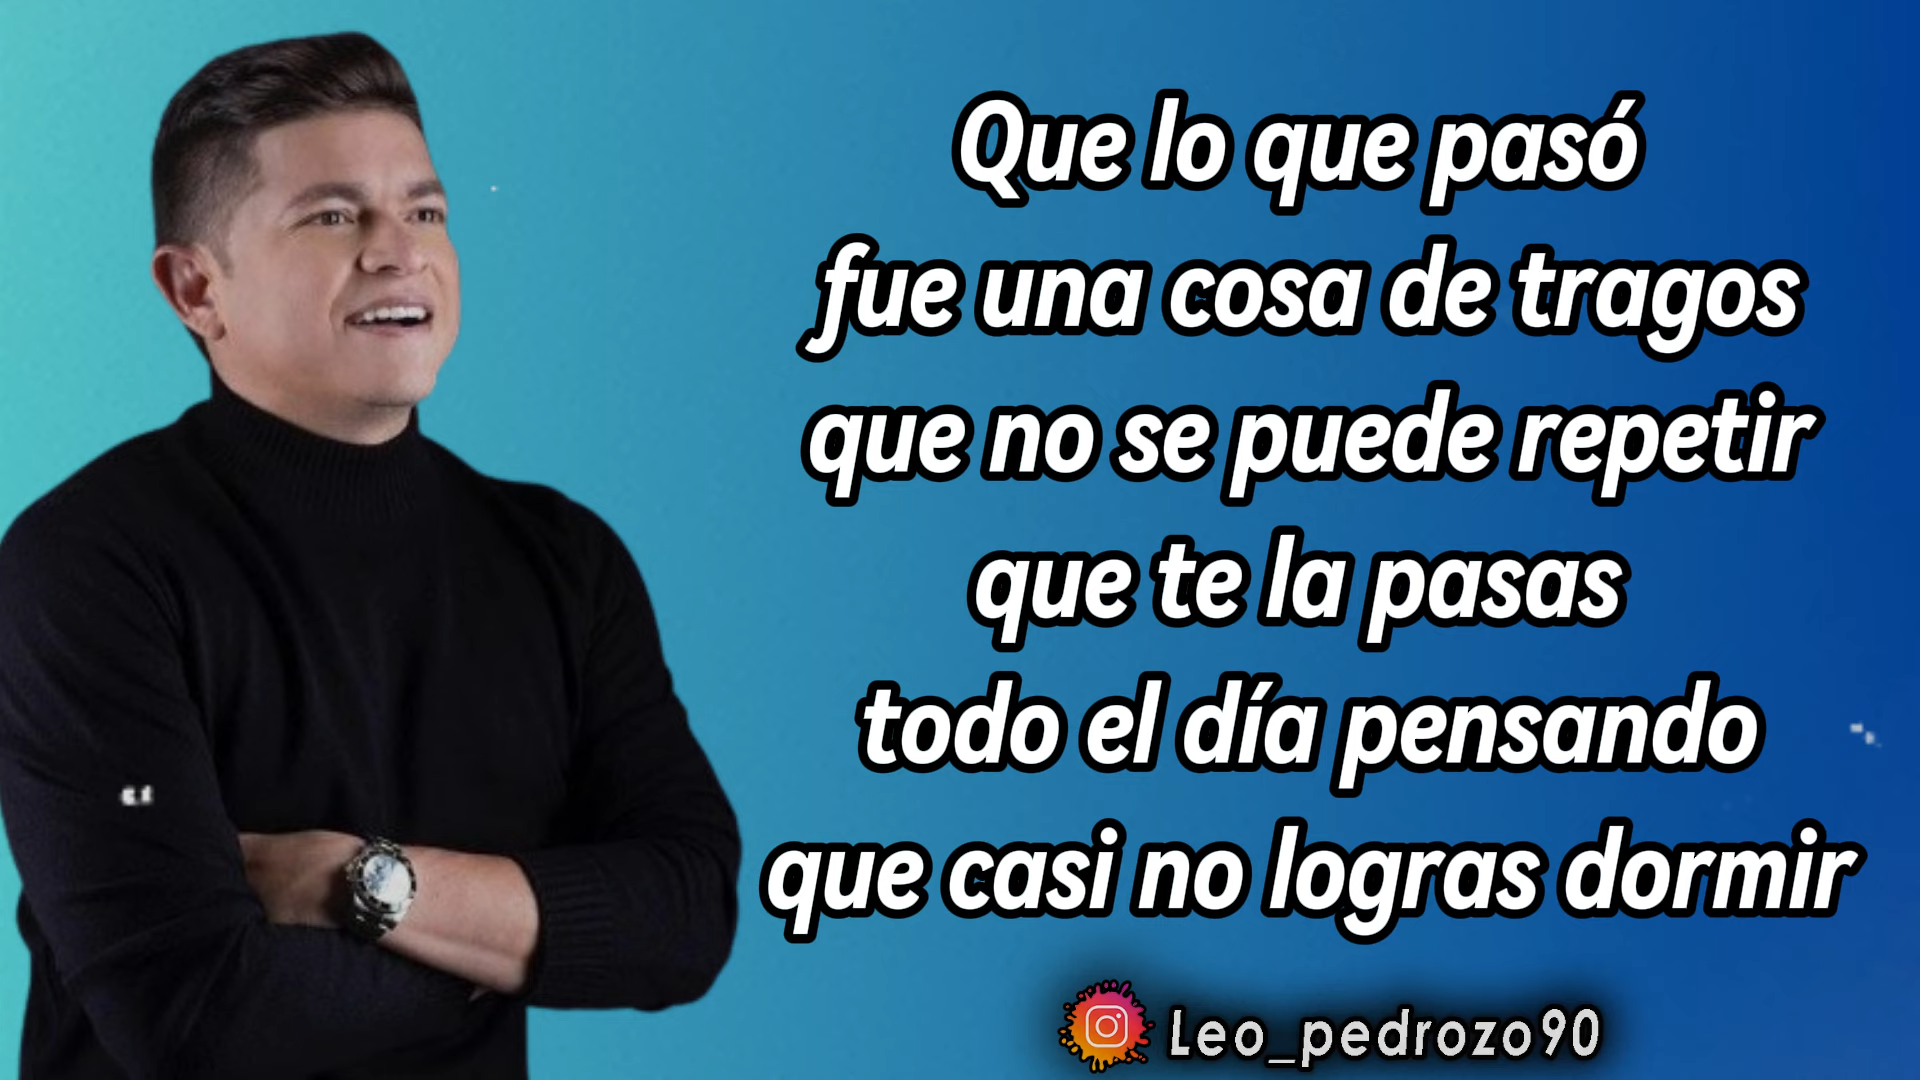 Que lo que pasó
fue una cosa de tragos
que no se puede repetir
que te la pasas
todo el día pensando
que casi no logras dormir
Leo_pedrozo90